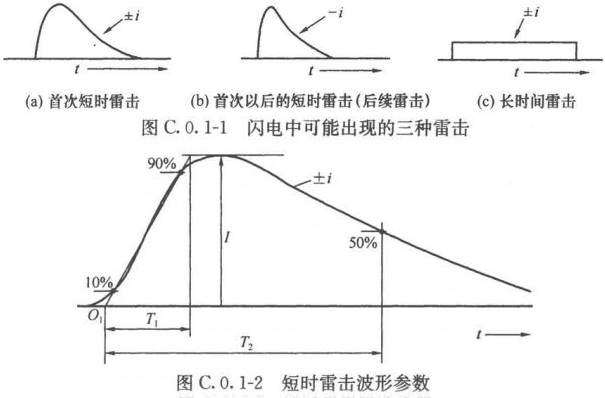 ±i
−i
±i
t
t
t
(a) 首次短时雷击
(b) 首次以后的短时雷击(后续雷击)
(c) 长时间雷击
图 C.0.1-1 闪电中可能出现的三种雷击
90%
±i
I
50%
10%
O₁
T₁
t
T₂
图 C.0.1-2 短时雷击波形参数